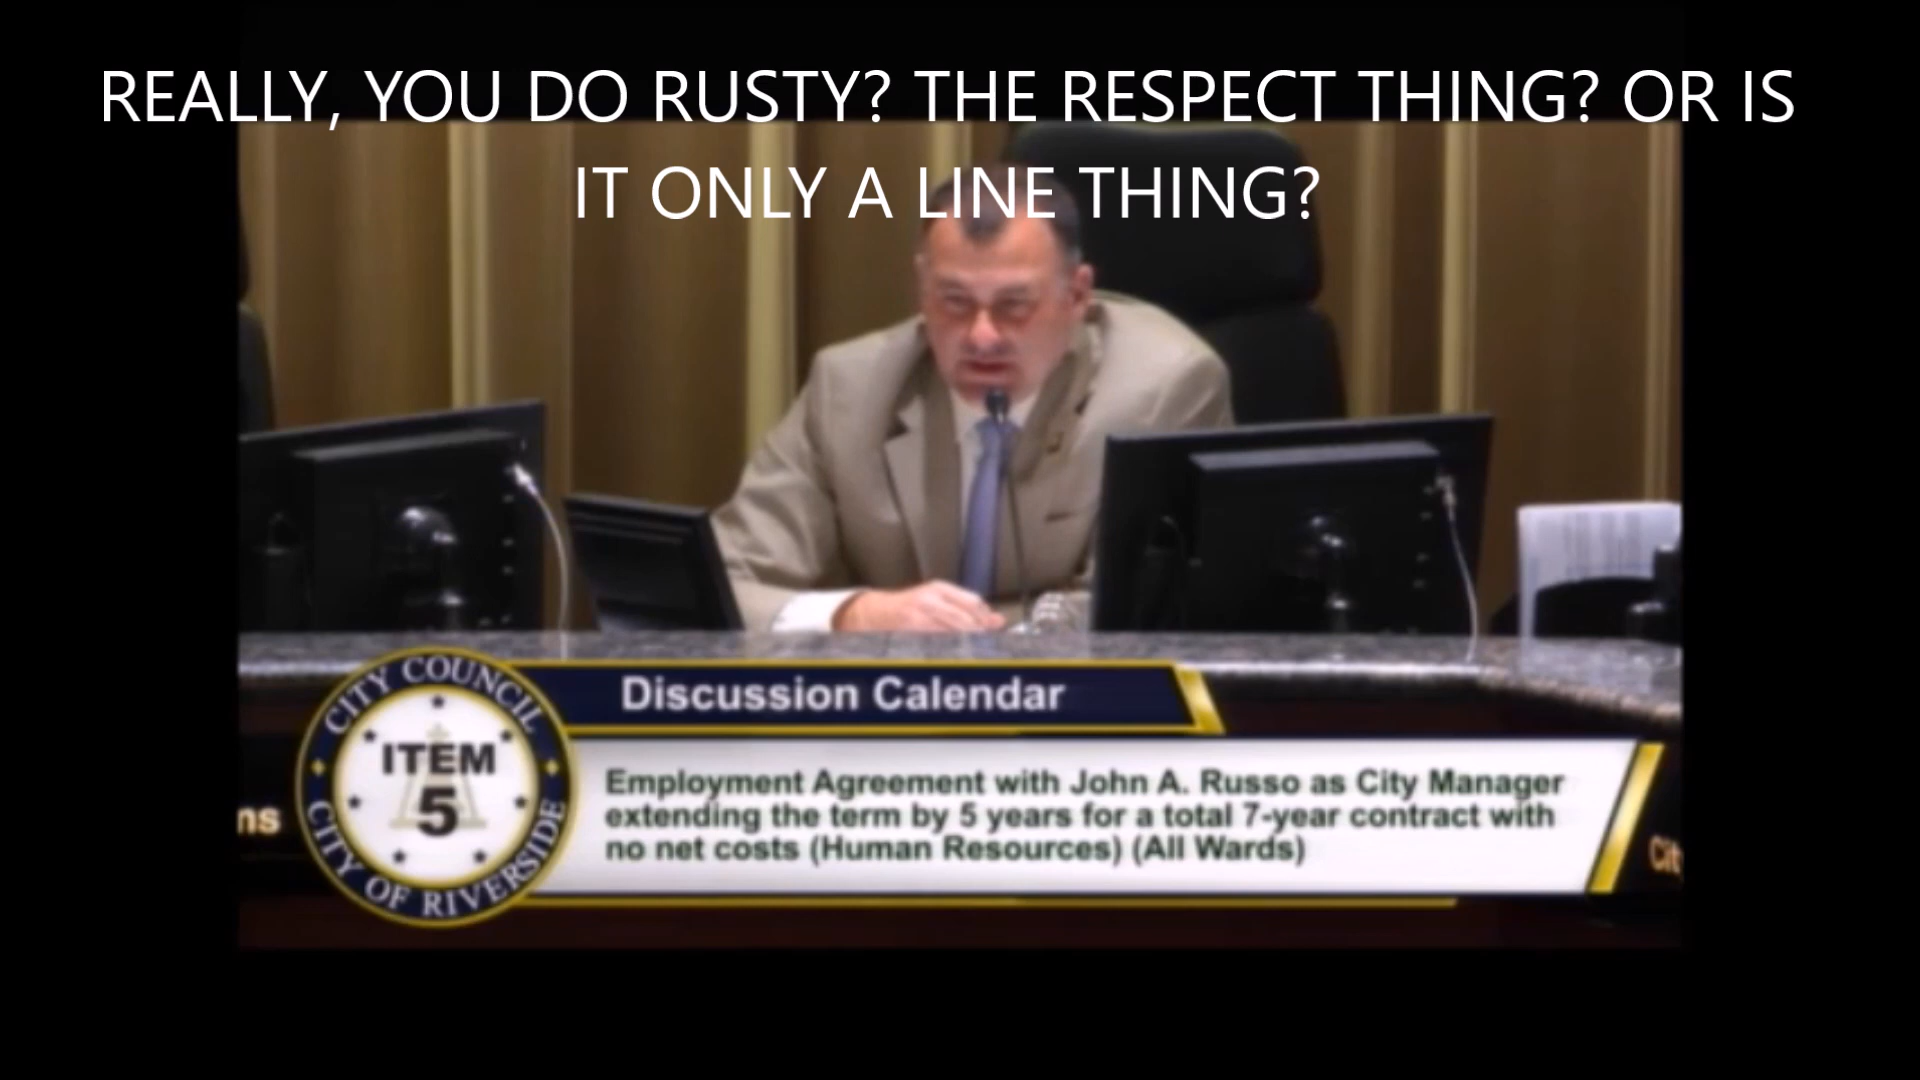 REALLY, YOU DO RUSTY? THE RESPECT THING? OR IS
IT ONLY A LINE THING?
Discussion Calendar
CITY COUNCIL
ITEM
5
CITY OF RIVERSIDE
Employment Agreement with John A. Russo as City Manager
extending the term by 5 years for a total 7-year contract with
no net costs (Human Resources) (All Wards)
ns
Cit